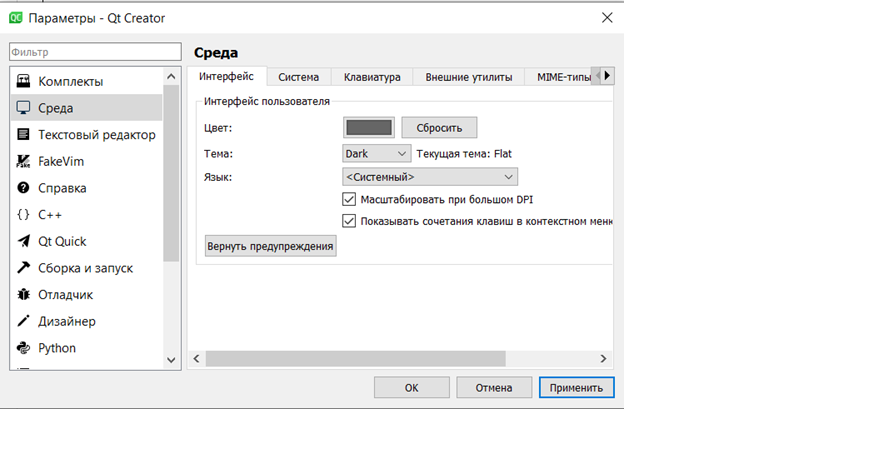 Параметры - Qt Creator
Фильтр
Комплекты
Среда
Текстовый редактор
FakeVim
Справка
C++
Qt Quick
Сборка и запуск
Отладчик
Дизайнер
Python
Среда
Интерфейс Система Клавиатура Внешние утилиты MIME-типы
Интерфейс пользователя
Цвет: Сбросить
Тема: Dark Текущая тема: Flat
Язык: <Системный>
Масштабировать при большом DPI
Показывать сочетания клавиш в контекстном меню
Вернуть предупреждения
ОК Отмена Применить